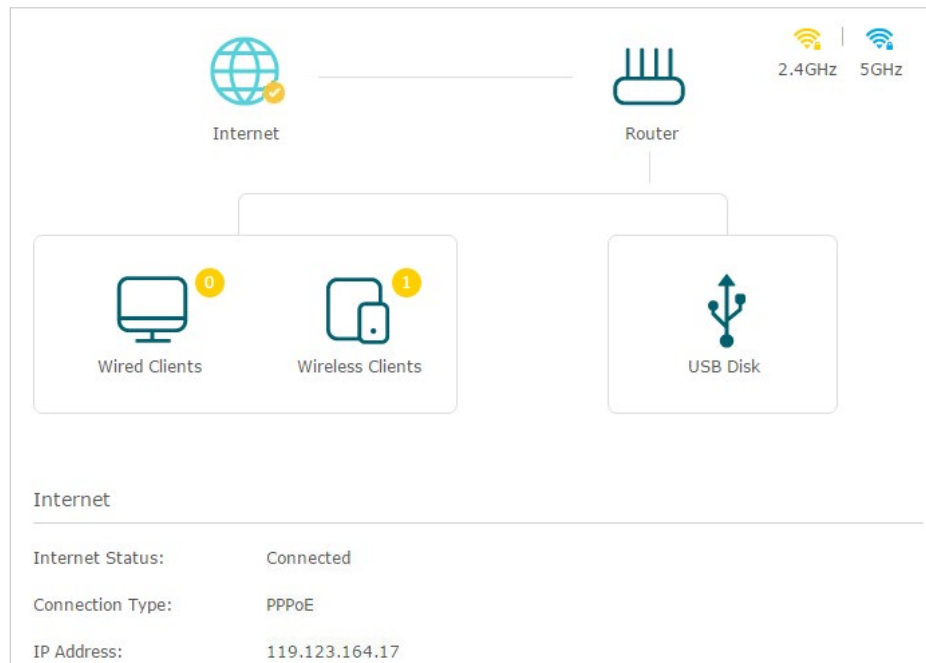 2.4GHz 5GHz
Internet Router
0 1
Wired Clients Wireless Clients USB Disk
Internet
Internet Status: Connected
Connection Type: PPPoE
IP Address: 119.123.164.17